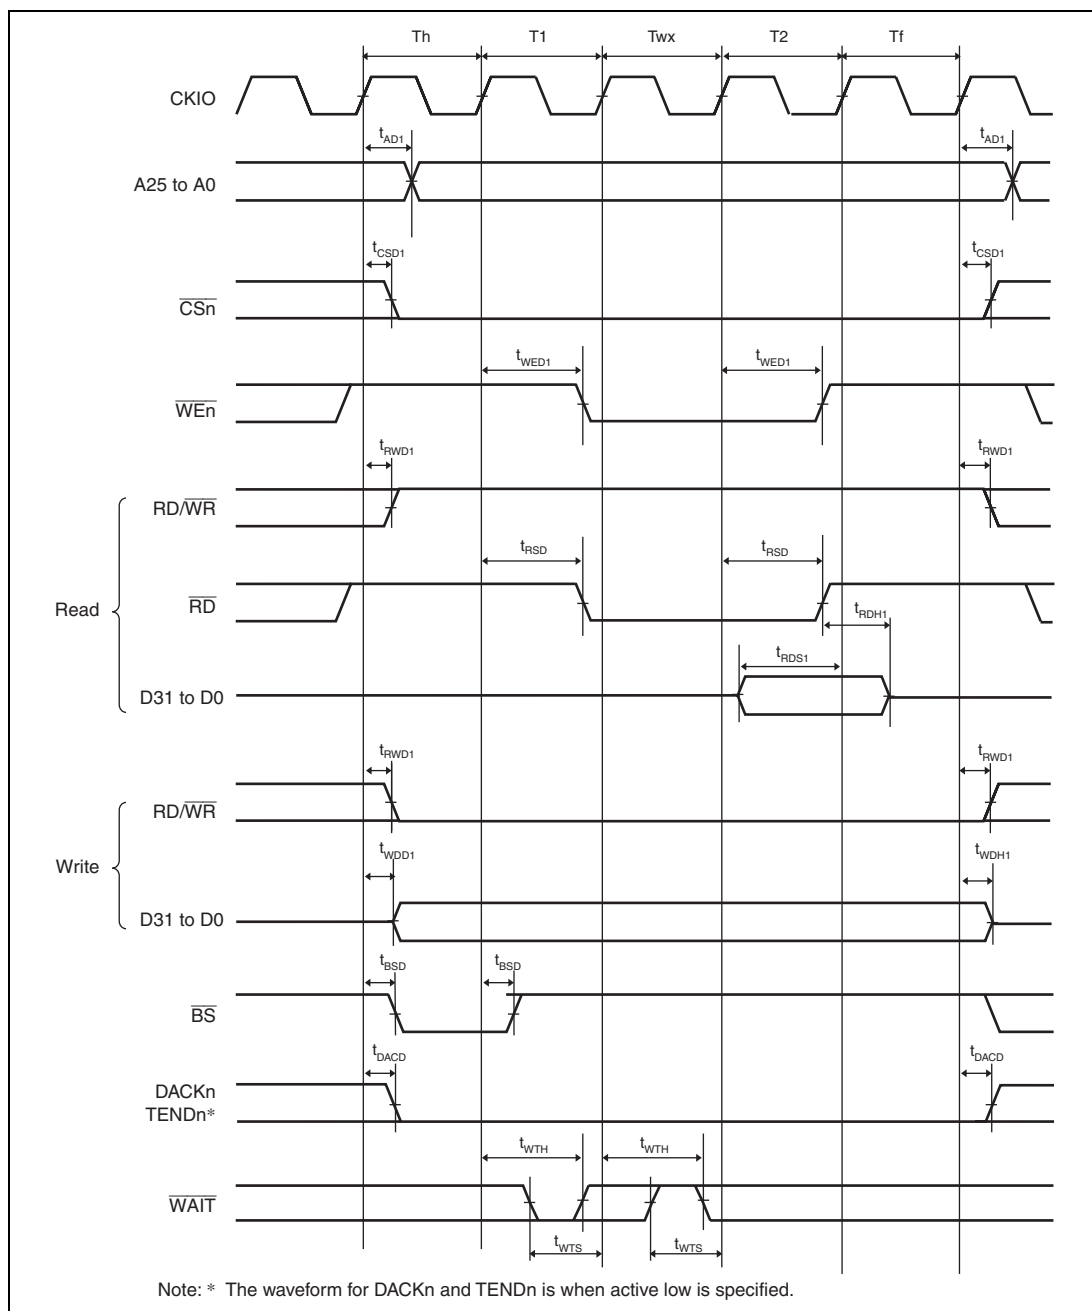 Th T1 Twx T2 Tf
CKIO
tAD1 tAD1
A25 to A0
tCSD1 tCSD1
CSn
tWED1 tWED1
WEn
tRWD1 tRWD1
RD/WR
tRSD tRSD
Read
RD
tRDH1
tRDS1
D31 to D0
tRWD1 tRWD1
RD/WR
Write
tWDD1 tWDH1
D31 to D0
tBSD tBSD
BS
tDACD tDACD
DACKn
TENDn*
tWTH tWTH
WAIT
tWTS tWTS
Note: * The waveform for DACKn and TENDn is when active low is specified.